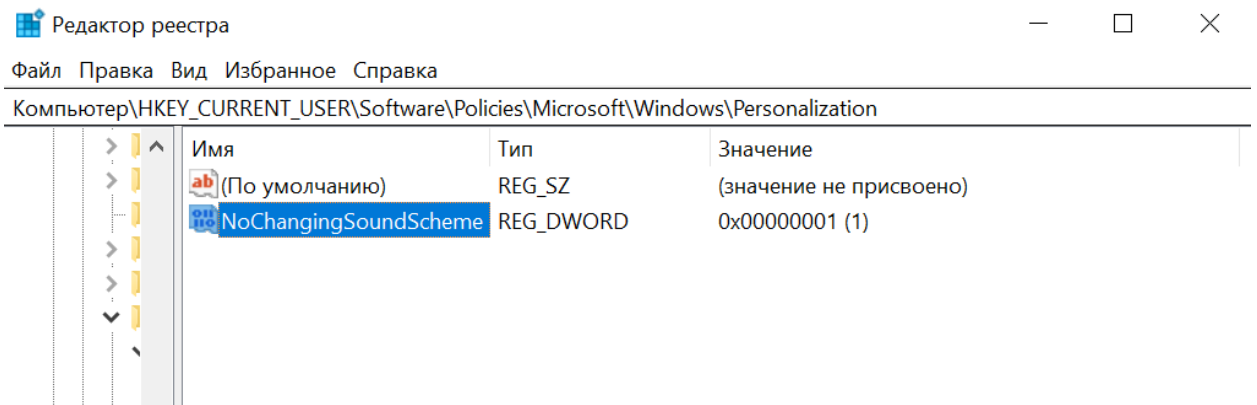 Редактор реестра
Файл Правка Вид Избранное Справка
Компьютер\HKEY_CURRENT_USER\Software\Policies\Microsoft\Windows\Personalization
Имя Тип Значение
ab (По умолчанию) REG_SZ (значение не присвоено)
NoChangingSoundScheme REG_DWORD 0x00000001 (1)